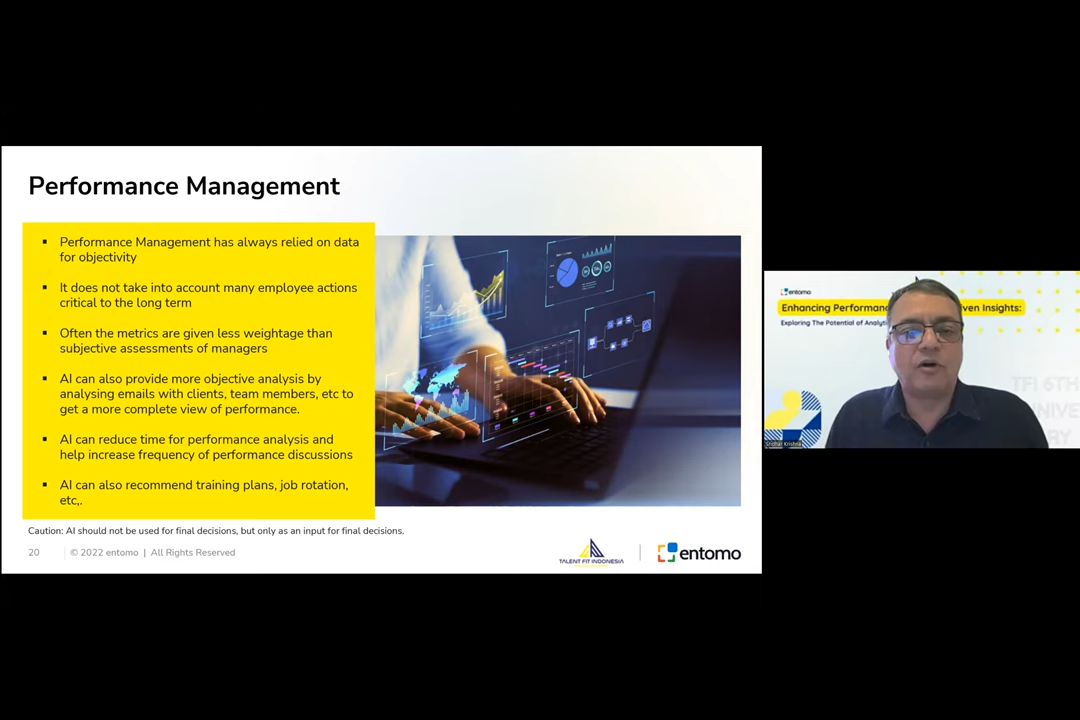 Performance Management
▪ Performance Management has always relied on data
for objectivity
▪ It does not take into account many employee actions
critical to the long term
▪ Often the metrics are given less weightage than
subjective assessments of managers
▪ AI can also provide more objective analysis by
analysing emails with clients, team members, etc to
get a more complete view of performance.
▪ AI can reduce time for performance analysis and
help increase frequency of performance discussions
▪ AI can also recommend training plans, job rotation,
etc,.
Caution: AI should not be used for final decisions, but only as an input for final decisions.
20 | © 2022 entomo | All Rights Reserved
TALENT FIT INDONESIA
entomo
entomo
Enhancing Performan
ven Insights:
Exploring The Potential of Analyti
TFI 6TH
NIVE
RY